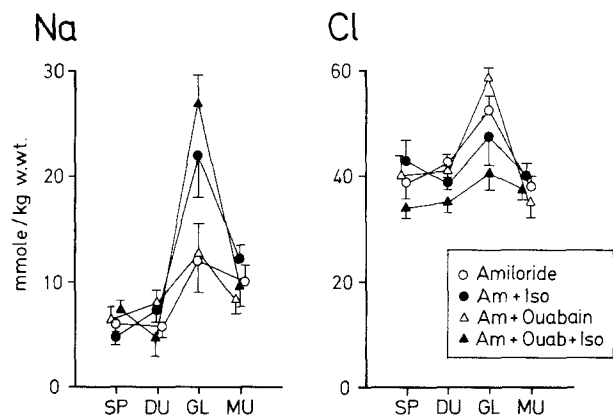 Na
Cl
mmole/kg w.wt.
30
20
10
0
SP DU GL MU
60
40
20
0
SP DU GL MU
Amiloride
Am + Iso
Am + Ouabain
Am + Ouab + Iso